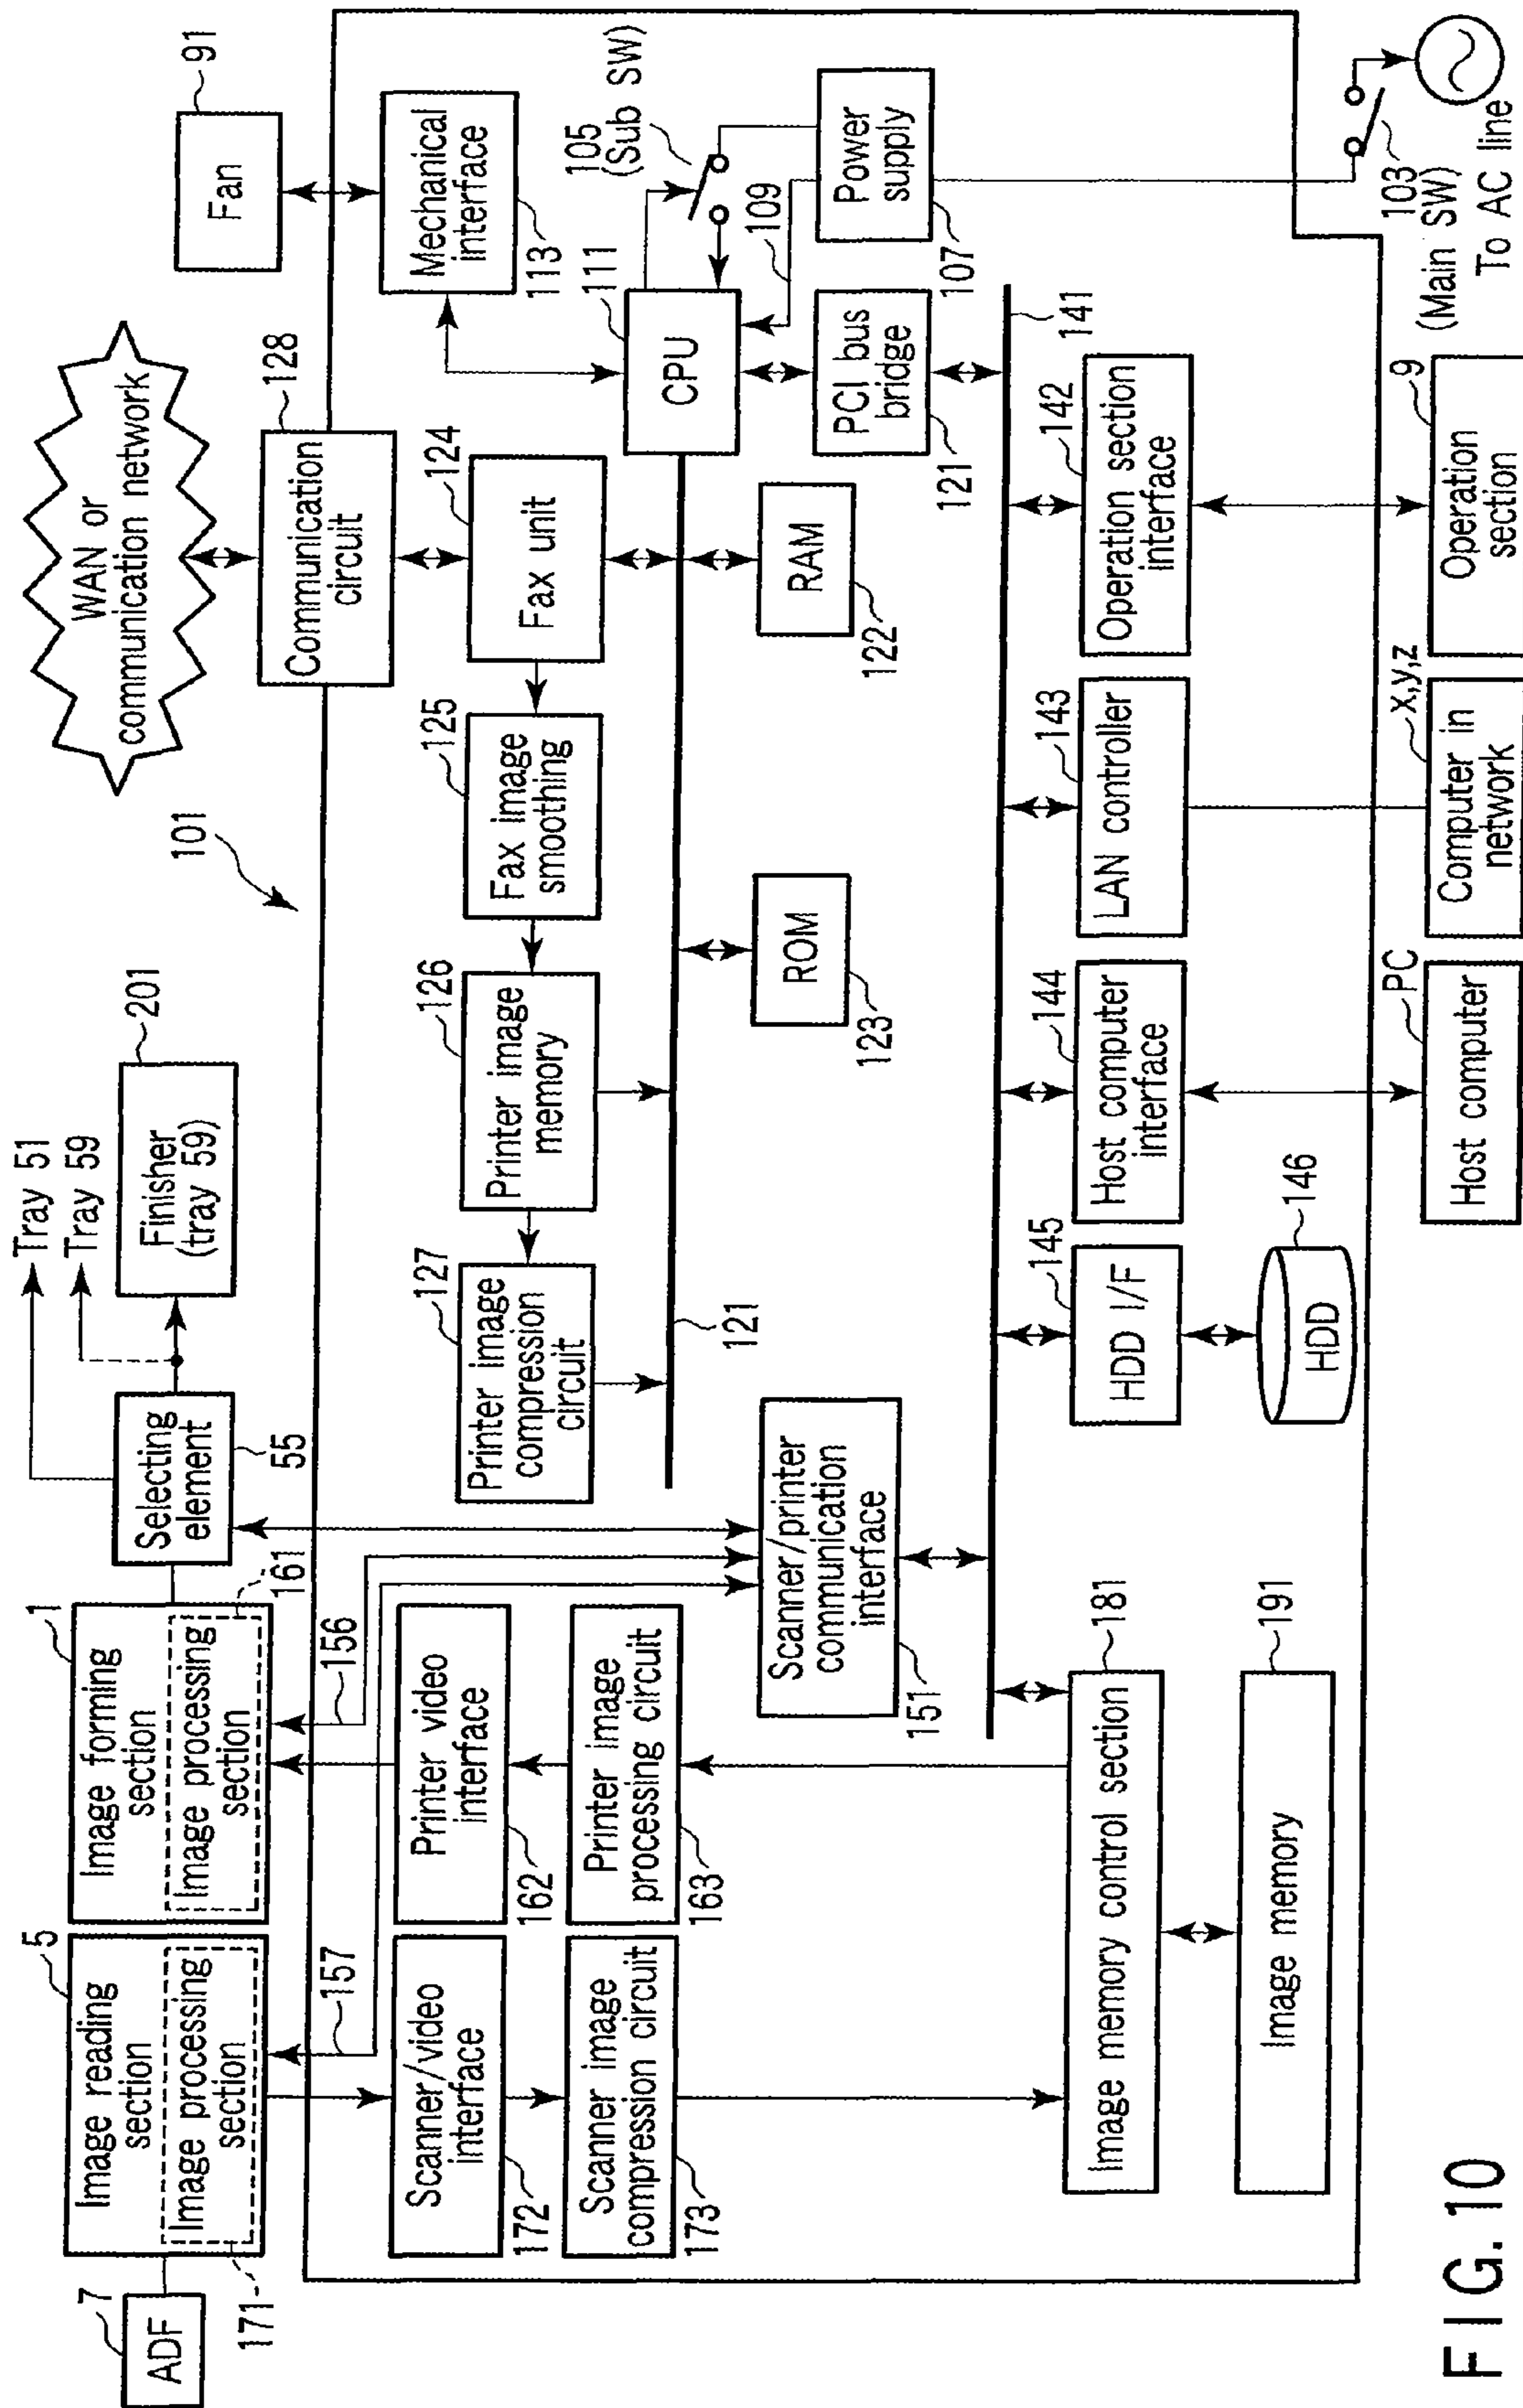 7
ADF
5
Image reading
section
Image processing
section
171
1
Image forming
section
Image processing
section
161
Selecting
element
55
Tray 51
Tray 59
201
Finisher
(tray 59)
101
WAN or
communication network
91
Fan
157
156
128
Communication
circuit
Scanner/video
interface
172
Printer video
interface
162
127
Printer image
compression
circuit
126
Printer image
memory
125
Fax image
smoothing
124
Fax unit
Mechanical
interface
113
Scanner image
compression circuit
173
Printer image
processing circuit
163
121
111
CPU
105
(Sub SW)
109
Scanner/printer
communication
interface
151
ROM
123
RAM
122
PCI bus
bridge
121
Power
supply
107
141
181
Image memory control section
145
HDD I/F
144
Host computer
interface
143
LAN controller
142
Operation section
interface
191
Image memory
146
HDD
103
(Main SW)
To AC line
PC
Host computer
x,y,z
Computer in
network
9
Operation
section
FIG. 10